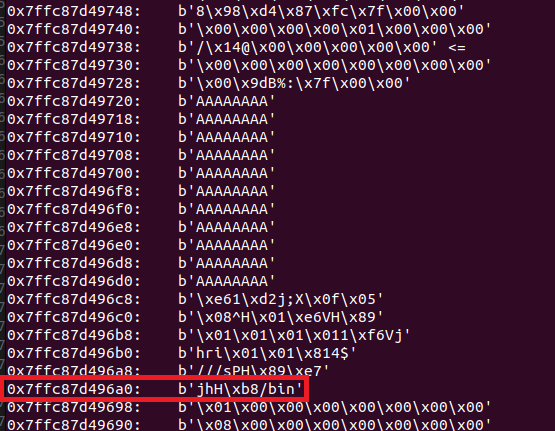 0x7ffc87d49748: b'8\x98\xd4\x87\xfc\x7f\x00\x00'
0x7ffc87d49740: b'\x00\x00\x00\x00\x01\x00\x00\x00'
0x7ffc87d49738: b'/\x14@\x00\x00\x00\x00\x00' <=
0x7ffc87d49730: b'\x00\x00\x00\x00\x00\x00\x00\x00'
0x7ffc87d49728: b'\x00\x9dB%:\x7f\x00\x00'
0x7ffc87d49720: b'AAAAAAAA'
0x7ffc87d49718: b'AAAAAAAA'
0x7ffc87d49710: b'AAAAAAAA'
0x7ffc87d49708: b'AAAAAAAA'
0x7ffc87d49700: b'AAAAAAAA'
0x7ffc87d496f8: b'AAAAAAAA'
0x7ffc87d496f0: b'AAAAAAAA'
0x7ffc87d496e8: b'AAAAAAAA'
0x7ffc87d496e0: b'AAAAAAAA'
0x7ffc87d496d8: b'AAAAAAAA'
0x7ffc87d496d0: b'AAAAAAAA'
0x7ffc87d496c8: b'\xe61\xd2j;X\x0f\x05'
0x7ffc87d496c0: b'\x08^H\x01\xe6VH\x89'
0x7ffc87d496b8: b'\x01\x01\x01\x011\xf6Vj'
0x7ffc87d496b0: b'hri\x01\x01\x814$'
0x7ffc87d496a8: b'///sPH\x89\xe7'
0x7ffc87d496a0: b'jhH\xb8/bin'
0x7ffc87d49698: b'\x01\x00\x00\x00\x00\x00\x00\x00'
0x7ffc87d49690: b'\x08\x00\x00\x00\x00\x00\x00\x00'